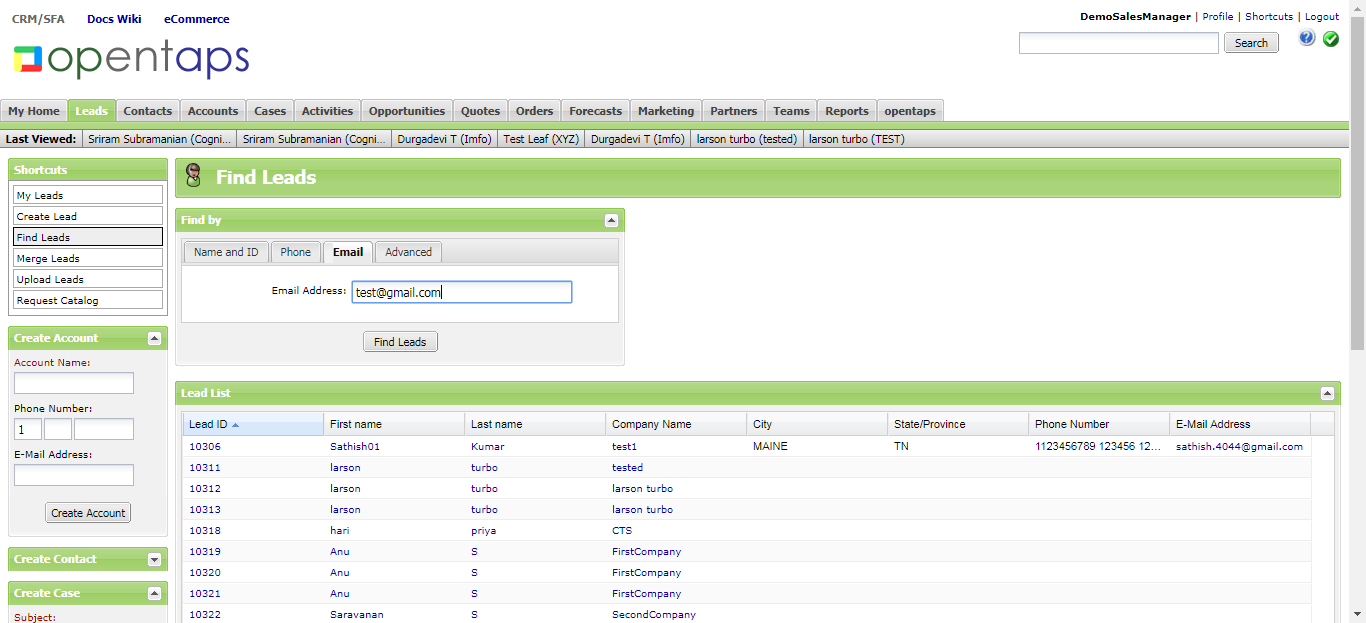 CRM/SFA Docs Wiki eCommerce
DemoSalesManager | Profile | Shortcuts | Logout
opentaps
Search
My Home Leads Contacts Accounts Cases Activities Opportunities Quotes Orders Forecasts Marketing Partners Teams Reports opentaps
Last Viewed: Sriram Subramanian (Cogni... Sriram Subramanian (Cogni... Durgadevi T (Imfo) Test Leaf (XYZ) Durgadevi T (Imfo) larson turbo (tested) larson turbo (TEST)
Shortcuts
My Leads
Create Lead
Find Leads
Merge Leads
Upload Leads
Request Catalog
Create Account
Account Name:
Phone Number:
1
E-Mail Address:
Create Account
Create Contact
Create Case
Subject:
Find Leads
Find by
Name and ID Phone Email Advanced
Email Address: test@gmail.com
Find Leads
Lead List
Lead ID First name Last name Company Name City State/Province Phone Number E-Mail Address
10306 Sathish01 Kumar test1 MAINE TN 1123456789 123456 12... sathish.4044@gmail.com
10311 larson turbo tested
10312 larson turbo larson turbo
10313 larson turbo larson turbo
10318 hari priya CTS
10319 Anu S FirstCompany
10320 Anu S FirstCompany
10321 Anu S FirstCompany
10322 Saravanan S SecondCompany